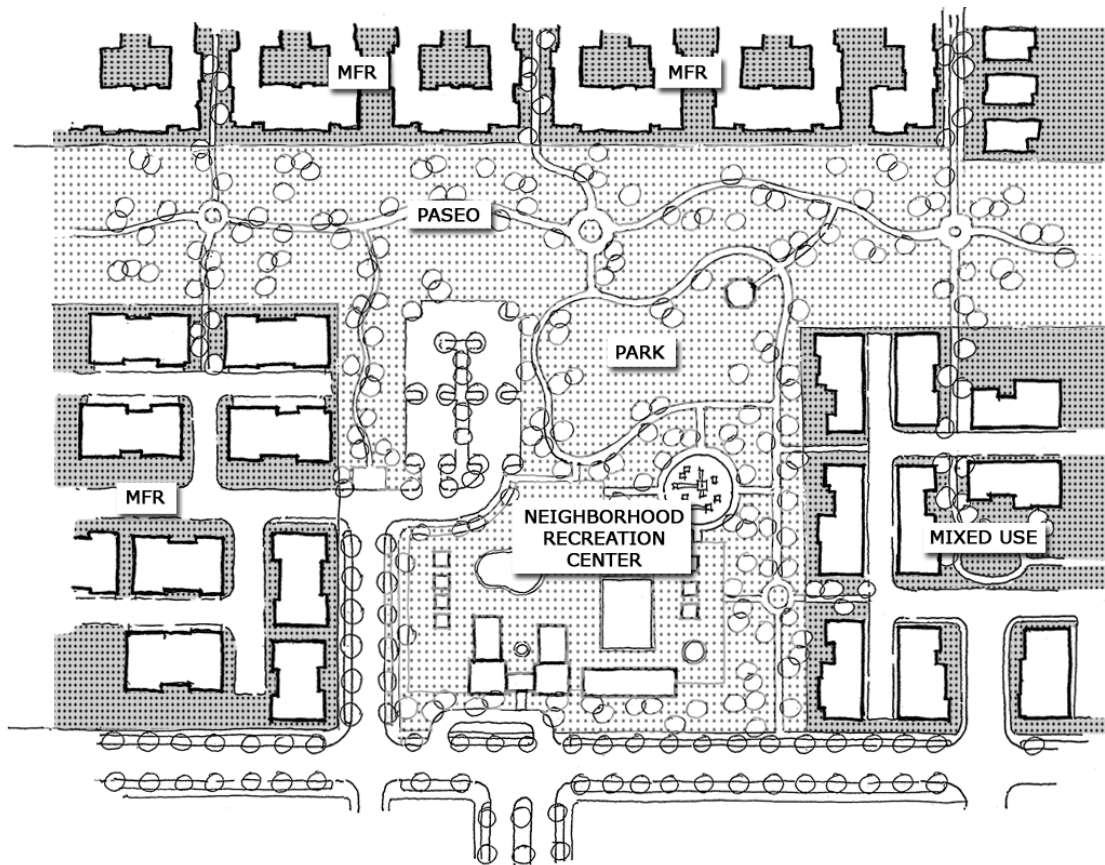 MFR
MFR
PASEO
PARK
MFR
NEIGHBORHOOD
RECREATION
CENTER
MIXED USE